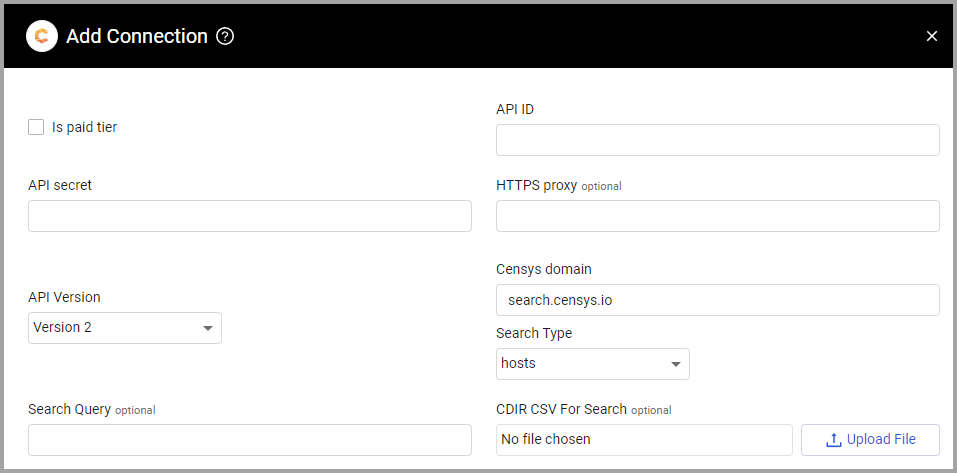 Add Connection ?
Is paid tier
API ID
API secret
HTTPS proxy optional
API Version
Version 2
Censys domain
search.censys.io
Search Type
hosts
Search Query optional
CDIR CSV For Search optional
No file chosen
Upload File